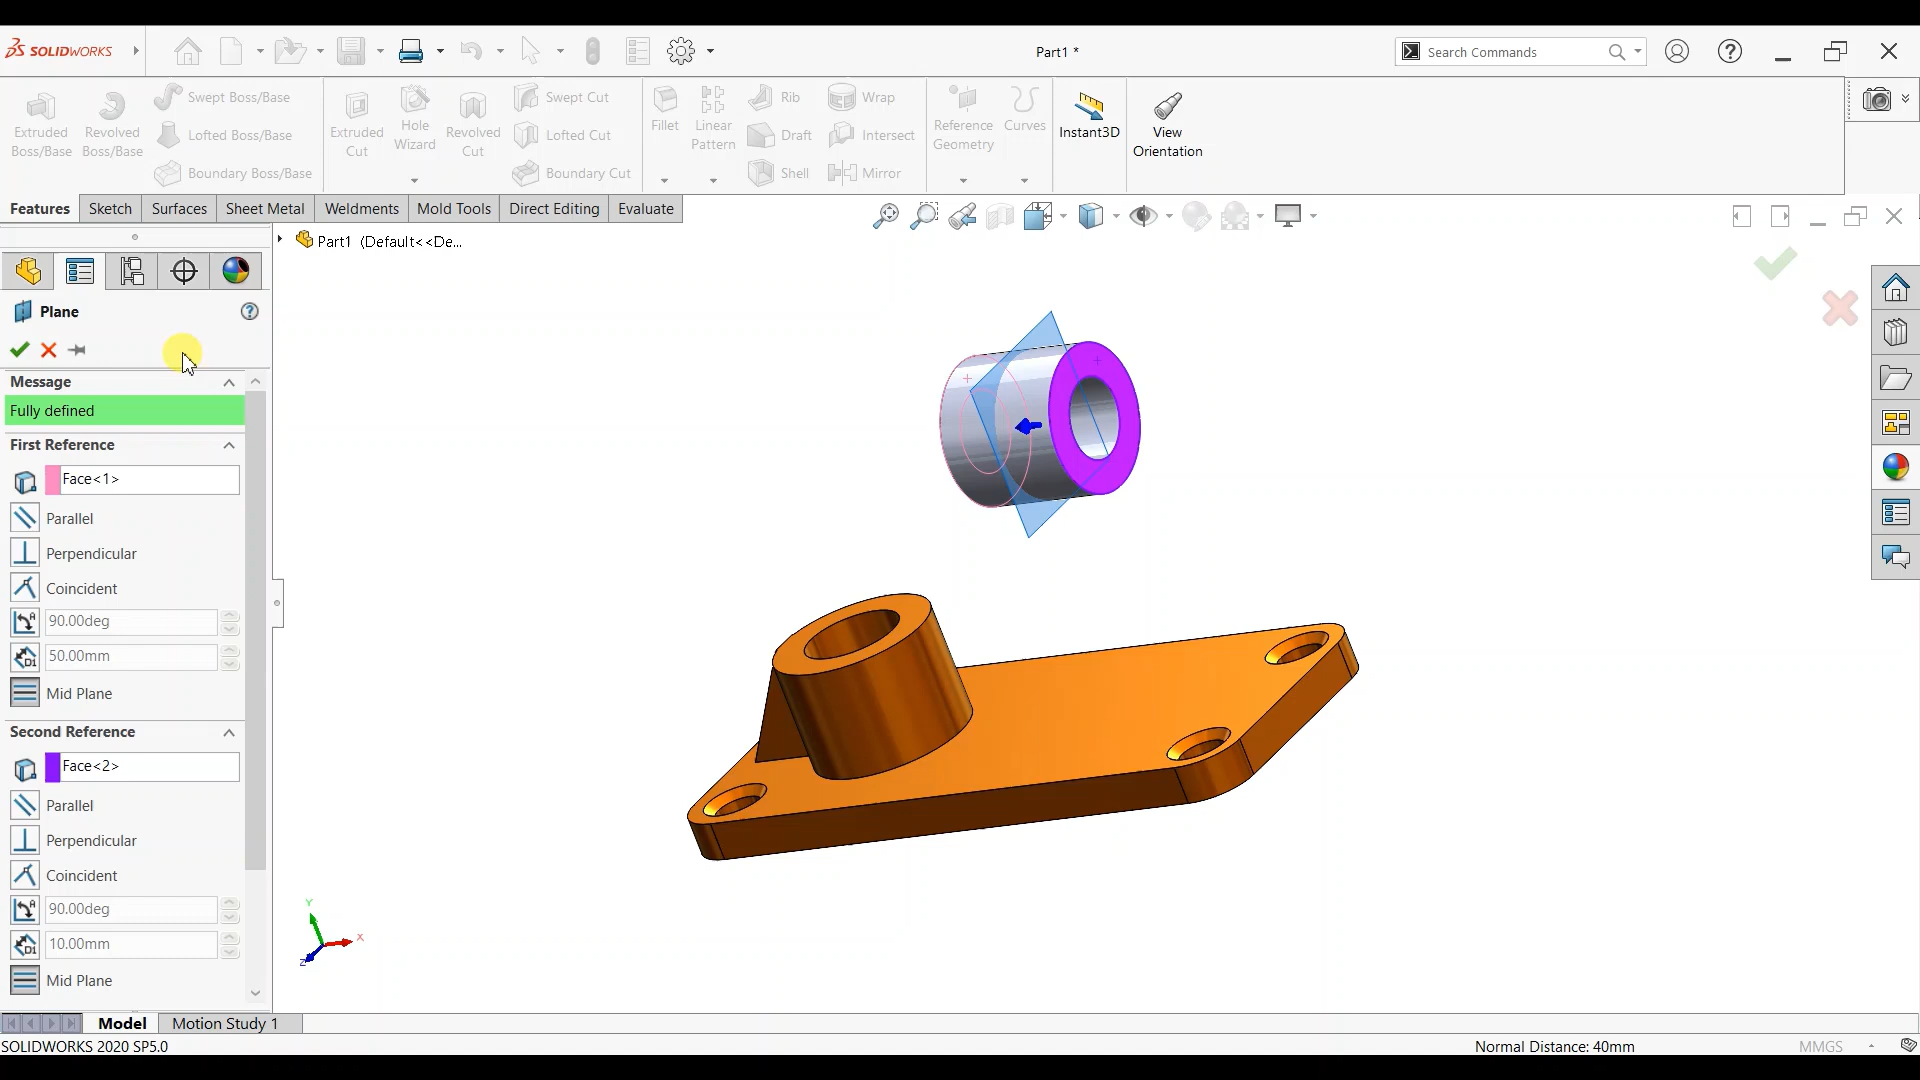 SOLIDWORKS
Part1 *
Search Commands
Extruded Boss/Base
Revolved Boss/Base
Swept Boss/Base
Lofted Boss/Base
Boundary Boss/Base
Extruded Cut
Hole Wizard
Revolved Cut
Swept Cut
Lofted Cut
Boundary Cut
Fillet
Linear Pattern
Rib
Draft
Shell
Wrap
Intersect
Mirror
Reference Geometry
Curves
Instant3D
View Orientation
Features
Sketch
Surfaces
Sheet Metal
Weldments
Mold Tools
Direct Editing
Evaluate
Part1 (Default<<De...
Plane
Message
Fully defined
First Reference
Face<1>
Parallel
Perpendicular
Coincident
90.00deg
50.00mm
Mid Plane
Second Reference
Face<2>
Parallel
Perpendicular
Coincident
90.00deg
10.00mm
Mid Plane
Y
X
Z
Model
Motion Study 1
SOLIDWORKS 2020 SP5.0
Normal Distance: 40mm
MMGS